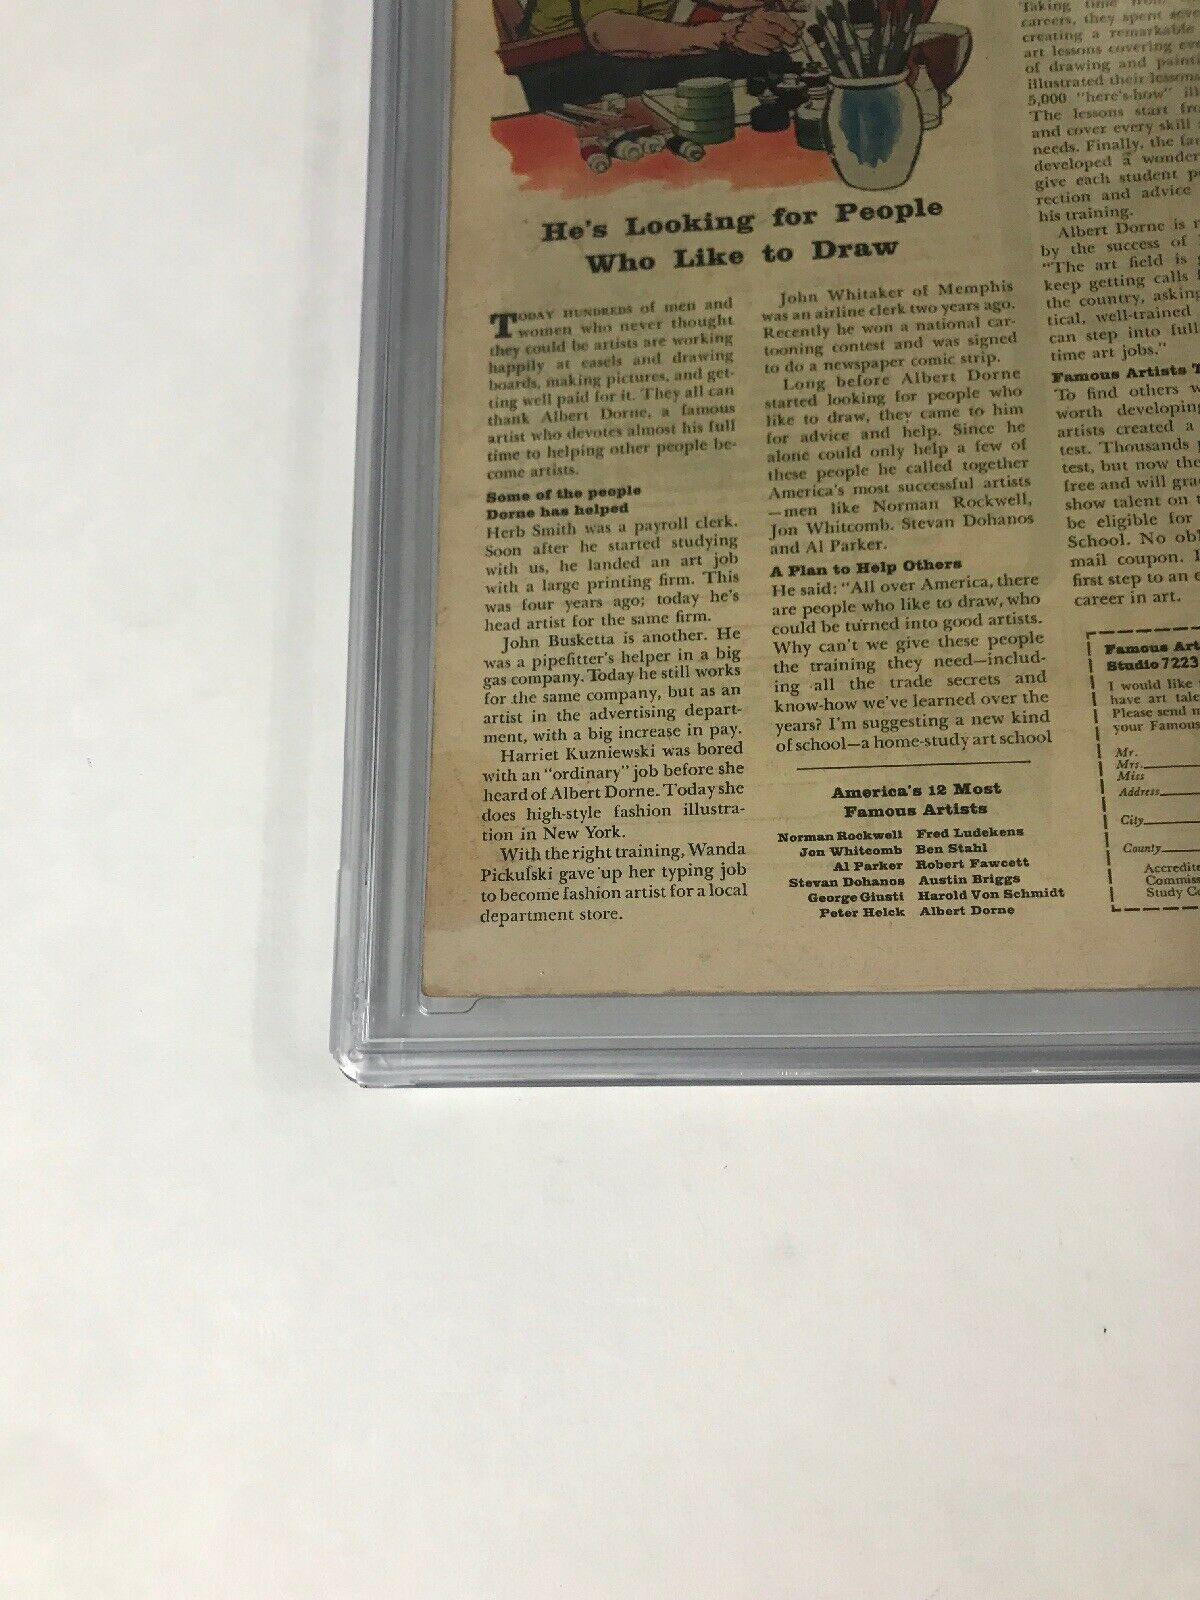 He's Looking for People
Who Like to Draw
TODAY HUNDREDS of men and
women who never thought
they could be artists are working
happily at easels and drawing
boards, making pictures, and get-
ting well paid for it. They all can
thank Albert Dorne, a famous
artist who devotes almost his full
time to helping other people be-
come artists.
Some of the people
Dorne has helped
Herb Smith was a payroll clerk.
Soon after he started studying
with us, he landed an art job
with a large printing firm. This
was four years ago; today he's
head artist for the same firm.
John Busketta is another. He
was a pipefitter's helper in a big
gas company. Today he still works
for the same company, but as an
artist in the advertising depart-
ment, with a big increase in pay.
Harriet Kuzniewski was bored
with an "ordinary" job before she
heard of Albert Dorne. Today she
does high-style fashion illustra-
tion in New York.
With the right training, Wanda
Pickulski gave up her typing job
to become fashion artist for a local
department store.
John Whitaker of Memphis
was an airline clerk two years ago.
Recently he won a national car-
tooning contest and was signed
to do a newspaper comic strip.
Long before Albert Dorne
started looking for people who
like to draw, they came to him
for advice and help. Since he
alone could only help a few of
these people he called together
America's most successful artists
—men like Norman Rockwell,
Jon Whitcomb, Stevan Dohanos
and Al Parker.
A Plan to Help Others
He said: "All over America, there
are people who like to draw, who
could be turned into good artists.
Why can't we give these people
the training they need—includ-
ing all the trade secrets and
know-how we've learned over the
years? I'm suggesting a new kind
of school—a home-study art school
America's 12 Most
Famous Artists
Norman Rockwell Fred Ludekens
Jon Whitcomb Ben Stahl
Al Parker Robert Fawcett
Stevan Dohanos Austin Briggs
George Giusti Harold Von Schmidt
Peter Helck Albert Dorne
Taking time from
careers, they spent
creating a remarkable
art lessons covering
of drawing and
illustrated their lessons
5,000 "here's-how"
The lessons start
and cover every skill
needs. Finally, the
developed a
give each student
rection and advice
his training.
Albert Dorne is
by the success of
"The art field is
keep getting calls
the country, asking
tical, well-trained
can step into full
time art jobs."
Famous Artists
To find others
worth developing
artists created a
test. Thousands
test, but now the
free and will
show talent on
be eligible for
School. No
mail coupon.
first step to an
career in art.
Famous
Studio 7223
I would like
have art
Please send
your Famous
Mr.
Mrs.
Miss
Address
City
County
Study